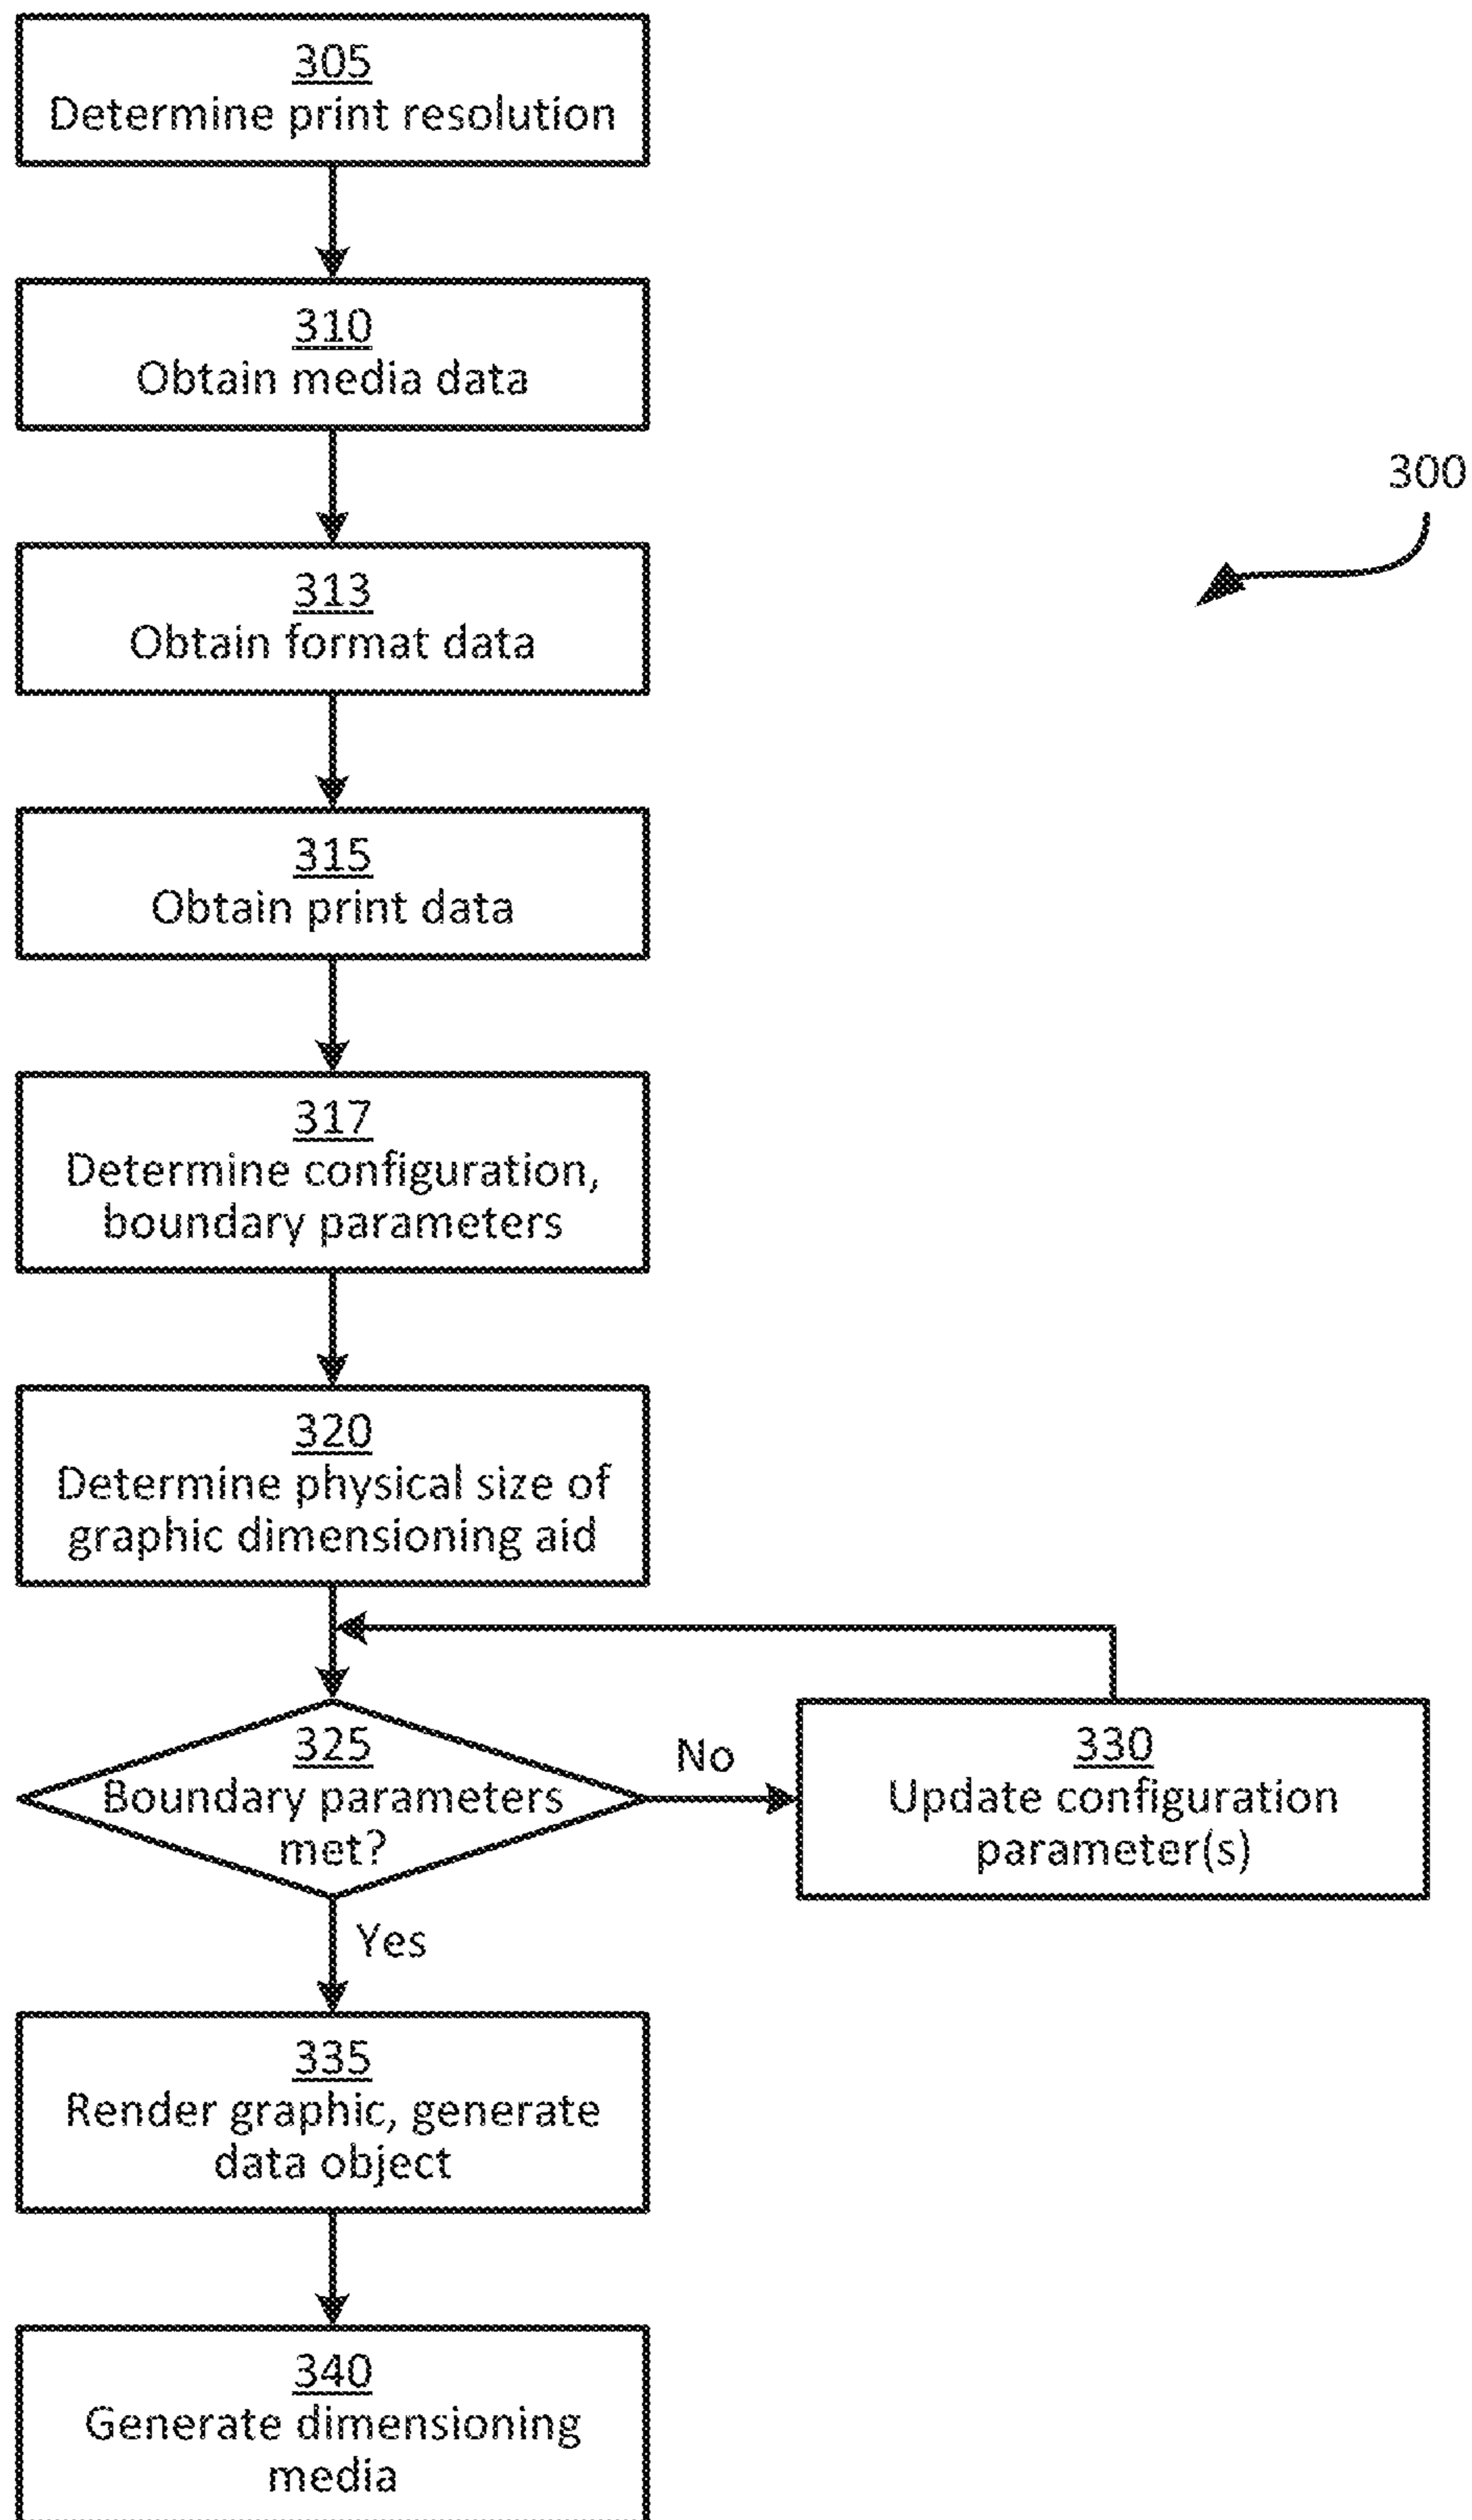 305
Determine print resolution
310
Obtain media data
300
313
Obtain format data
315
Obtain print data
317
Determine configuration,
boundary parameters
320
Determine physical size of
graphic dimensioning aid
325
Boundary parameters
met?
No
330
Update configuration
parameter(s)
Yes
335
Render graphic, generate
data object
340
Generate dimensioning
media